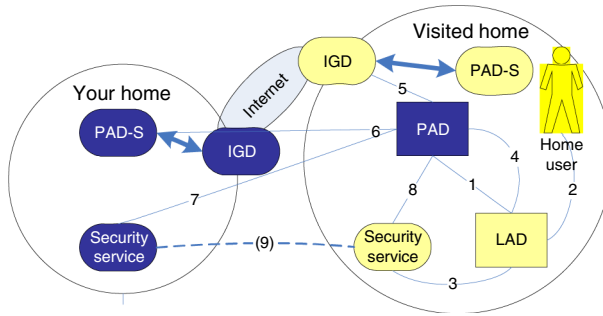 Visited home
IGD
PAD-S
Internet
Your home
5
PAD-S
6
PAD
IGD
4
Home
user
7
8
1
2
Security
service
(9)
Security
service
LAD
3